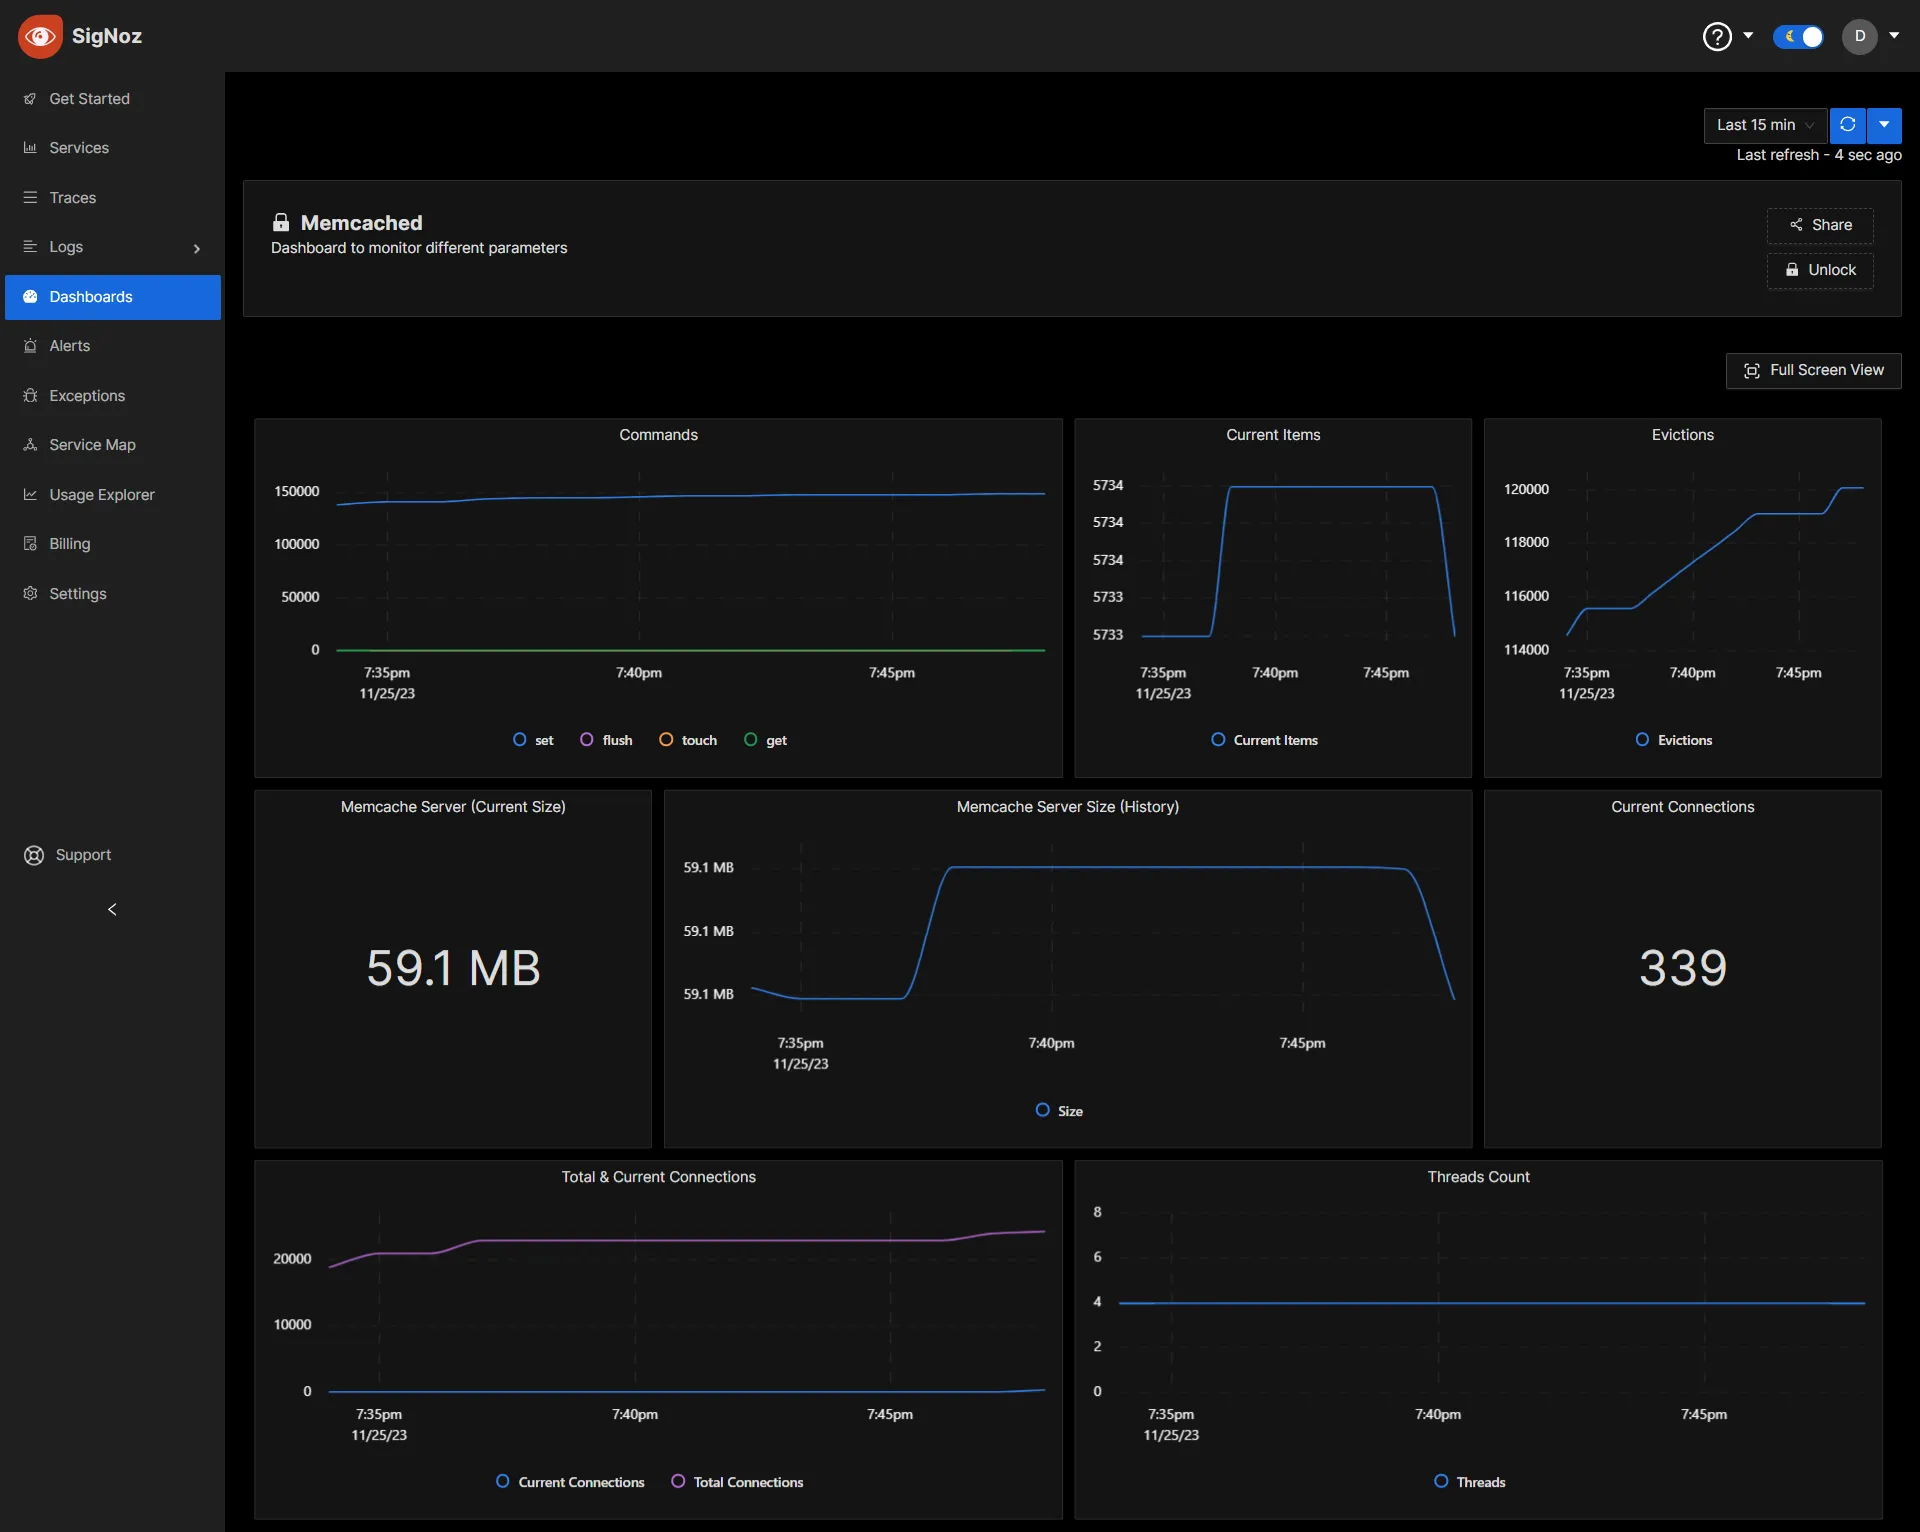 SigNoz
D
Get Started
Services
Traces
Logs
Dashboards
Alerts
Exceptions
Service Map
Usage Explorer
Billing
Settings
Support
Last 15 min
Last refresh - 4 sec ago
Memcached
Dashboard to monitor different parameters
Share
Unlock
Full Screen View
Commands
150000
100000
50000
0
7:35pm 7:40pm 7:45pm
11/25/23
set flush touch get
Current Items
5734
5734
5734
5733
5733
7:35pm 7:40pm 7:45pm
11/25/23
Current Items
Evictions
120000
118000
116000
114000
7:35pm 7:40pm 7:45pm
11/25/23
Evictions
Memcache Server (Current Size)
59.1 MB
Memcache Server Size (History)
59.1 MB
59.1 MB
59.1 MB
7:35pm 7:40pm 7:45pm
11/25/23
Size
Current Connections
339
Total & Current Connections
20000
10000
0
7:35pm 7:40pm 7:45pm
11/25/23
Current Connections Total Connections
Threads Count
8
6
4
2
0
7:35pm 7:40pm 7:45pm
11/25/23
Threads